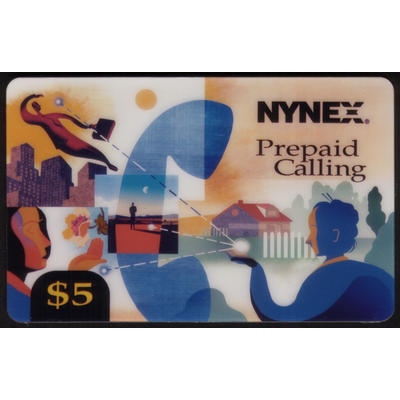 NYNEX®
Prepaid
Calling
$5